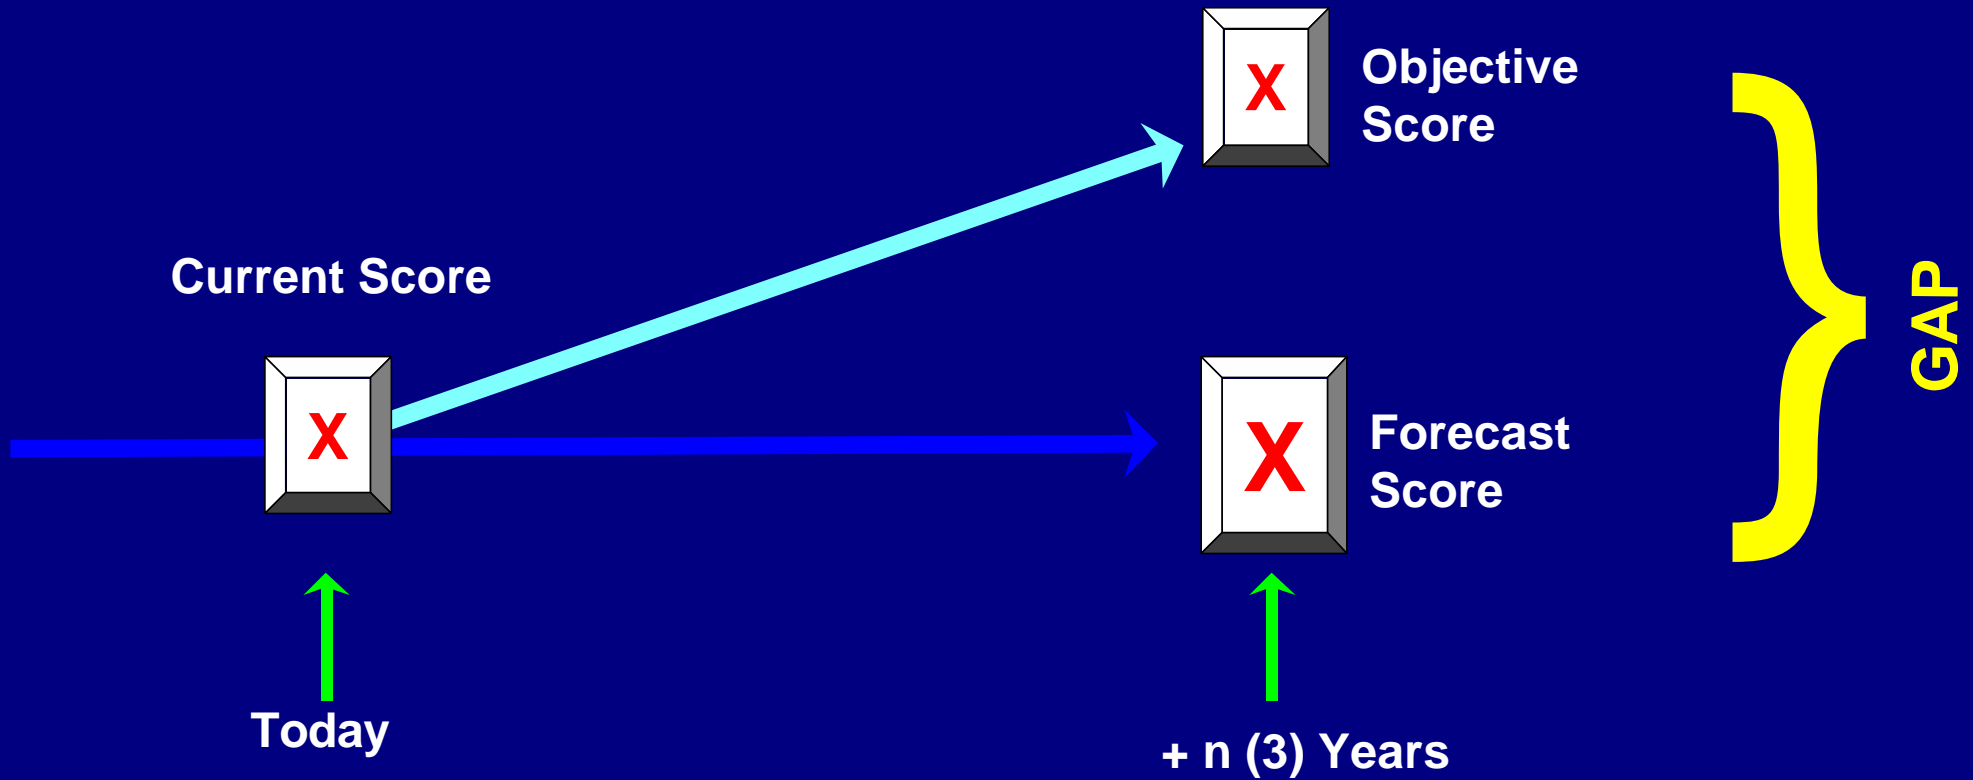 X
Objective
Score
Current Score
GAP
X
X
Forecast
Score
Today
+ n (3) Years